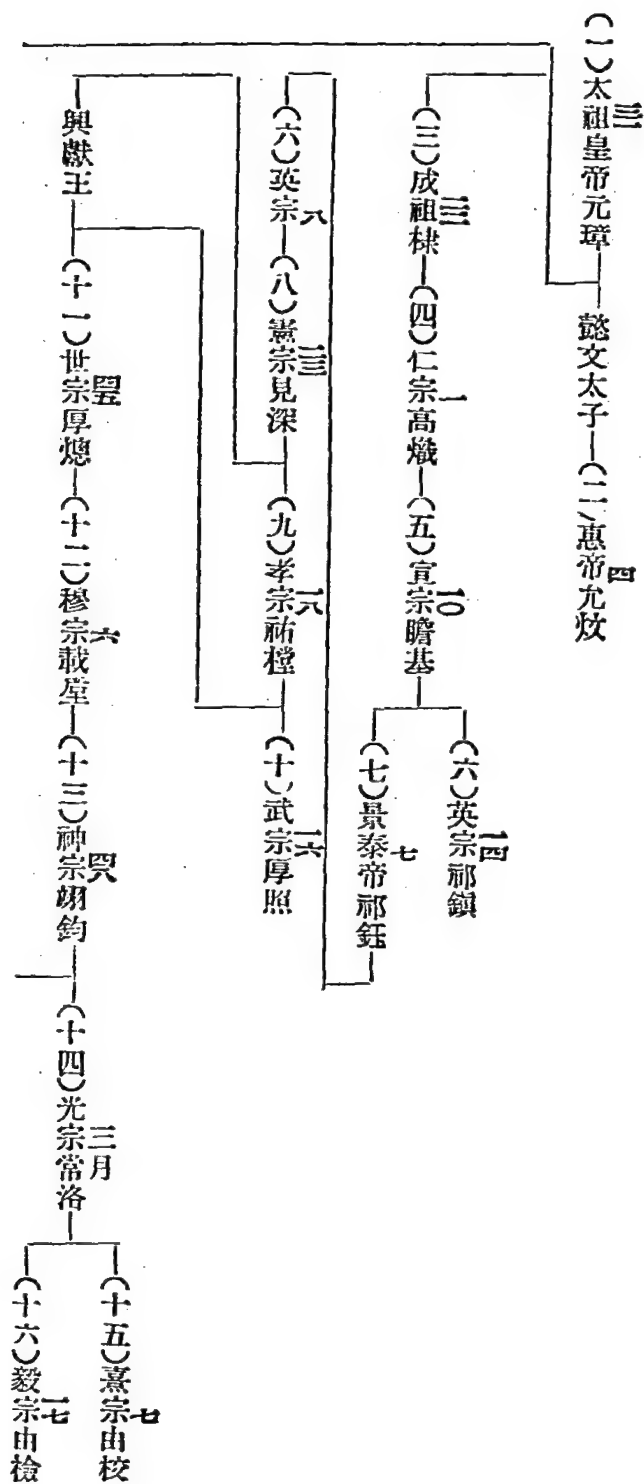 (一)太祖皇帝元璋 三一
懿文太子
(二)惠帝允炆 四
(三)成祖棣 二二
(四)仁宗高熾 一
(五)宣宗瞻基 一〇
(六)英宗祁鎮 一四
(七)景泰帝祁鈺 七
(六)英宗 八
(八)憲宗見深 二三
(九)孝宗祐樘 一八
(十)武宗厚照 一六
興獻王
(十一)世宗厚熜 四五
(十二)穆宗載垕 六
(十三)神宗翊鈞 四八
(十四)光宗常洛 三月
(十五)熹宗由校 七
(十六)毅宗由檢 一七